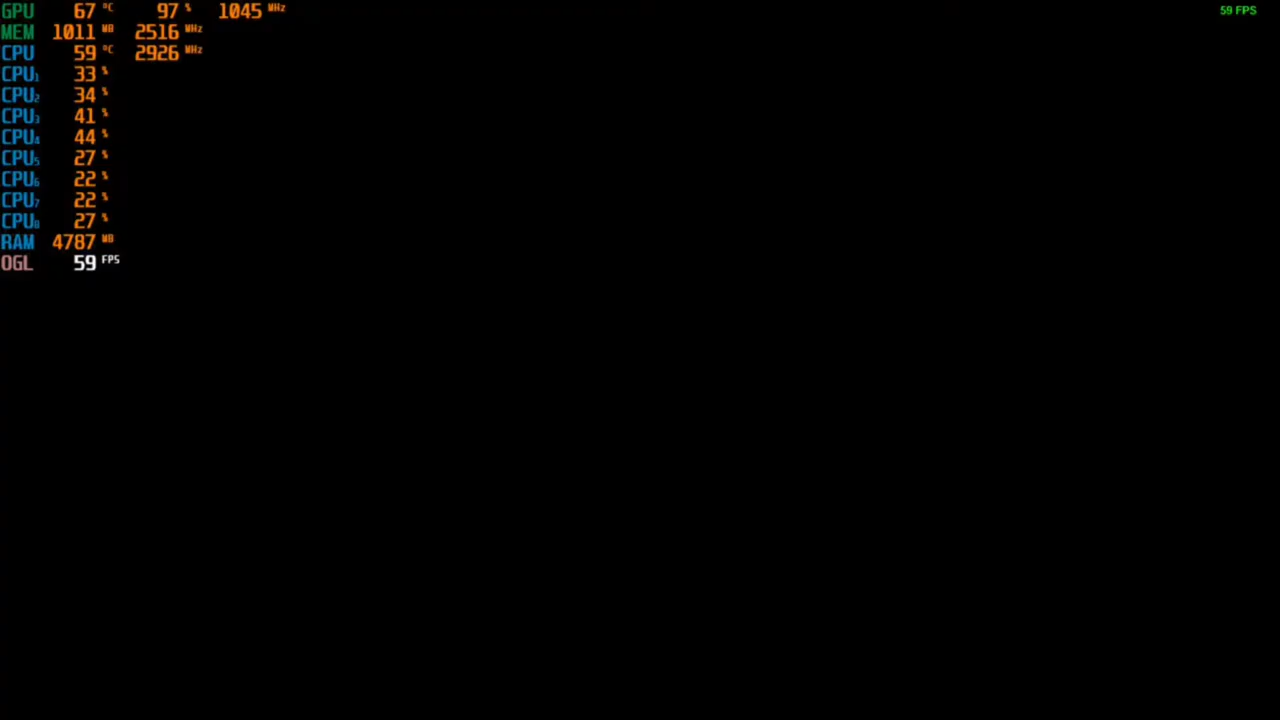 GPU 67 °C 97 % 1045 MHz 59 FPS
MEM 1011 MB 2516 MHz
CPU 59 °C 2926 MHz
CPU1 33 %
CPU2 34 %
CPU3 41 %
CPU4 44 %
CPU5 27 %
CPU6 22 %
CPU7 22 %
CPU8 27 %
RAM 4787 MB
OGL 59 FPS